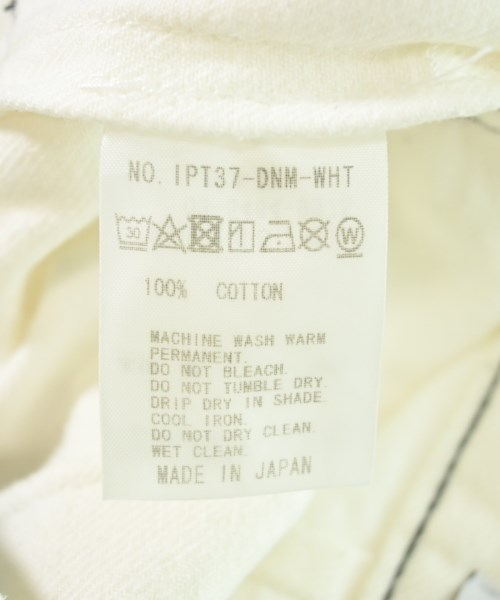 NO. IPT37-DNM-WHT
30 W
100% COTTON
MACHINE WASH WARM
PERMANENT.
DO NOT BLEACH.
DO NOT TUMBLE DRY.
DRIP DRY IN SHADE.
COOL IRON.
DO NOT DRY CLEAN.
WET CLEAN.
MADE IN JAPAN